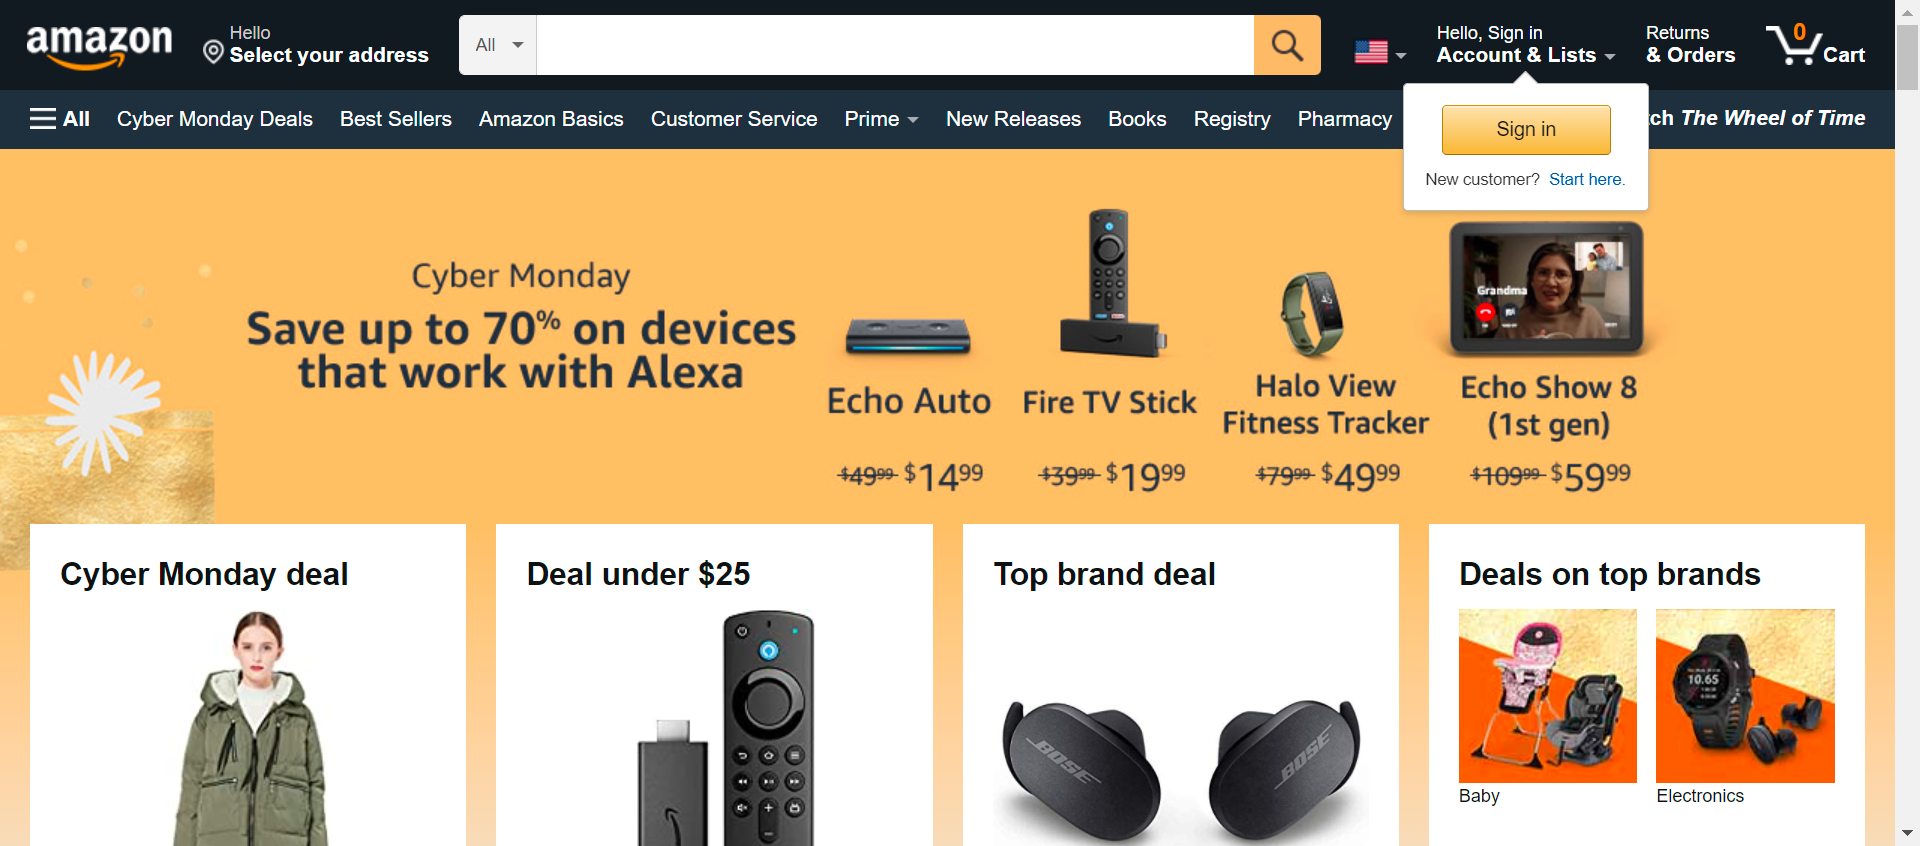 amazon
Hello
Select your address
All
Hello, Sign in
Account & Lists
Returns
& Orders
0
Cart
All
Cyber Monday Deals
Best Sellers
Amazon Basics
Customer Service
Prime
New Releases
Books
Registry
Pharmacy
tch The Wheel of Time
Sign in
New customer? Start here.
Cyber Monday
Save up to 70% on devices
that work with Alexa
Grandma
Echo Auto
$49.99 $14.99
Fire TV Stick
$39.99 $19.99
Halo View
Fitness Tracker
$79.99 $49.99
Echo Show 8
(1st gen)
$109.99 $59.99
Cyber Monday deal
Deal under $25
Top brand deal
BOSE
BOSE
Deals on top brands
10.65
Baby
Electronics